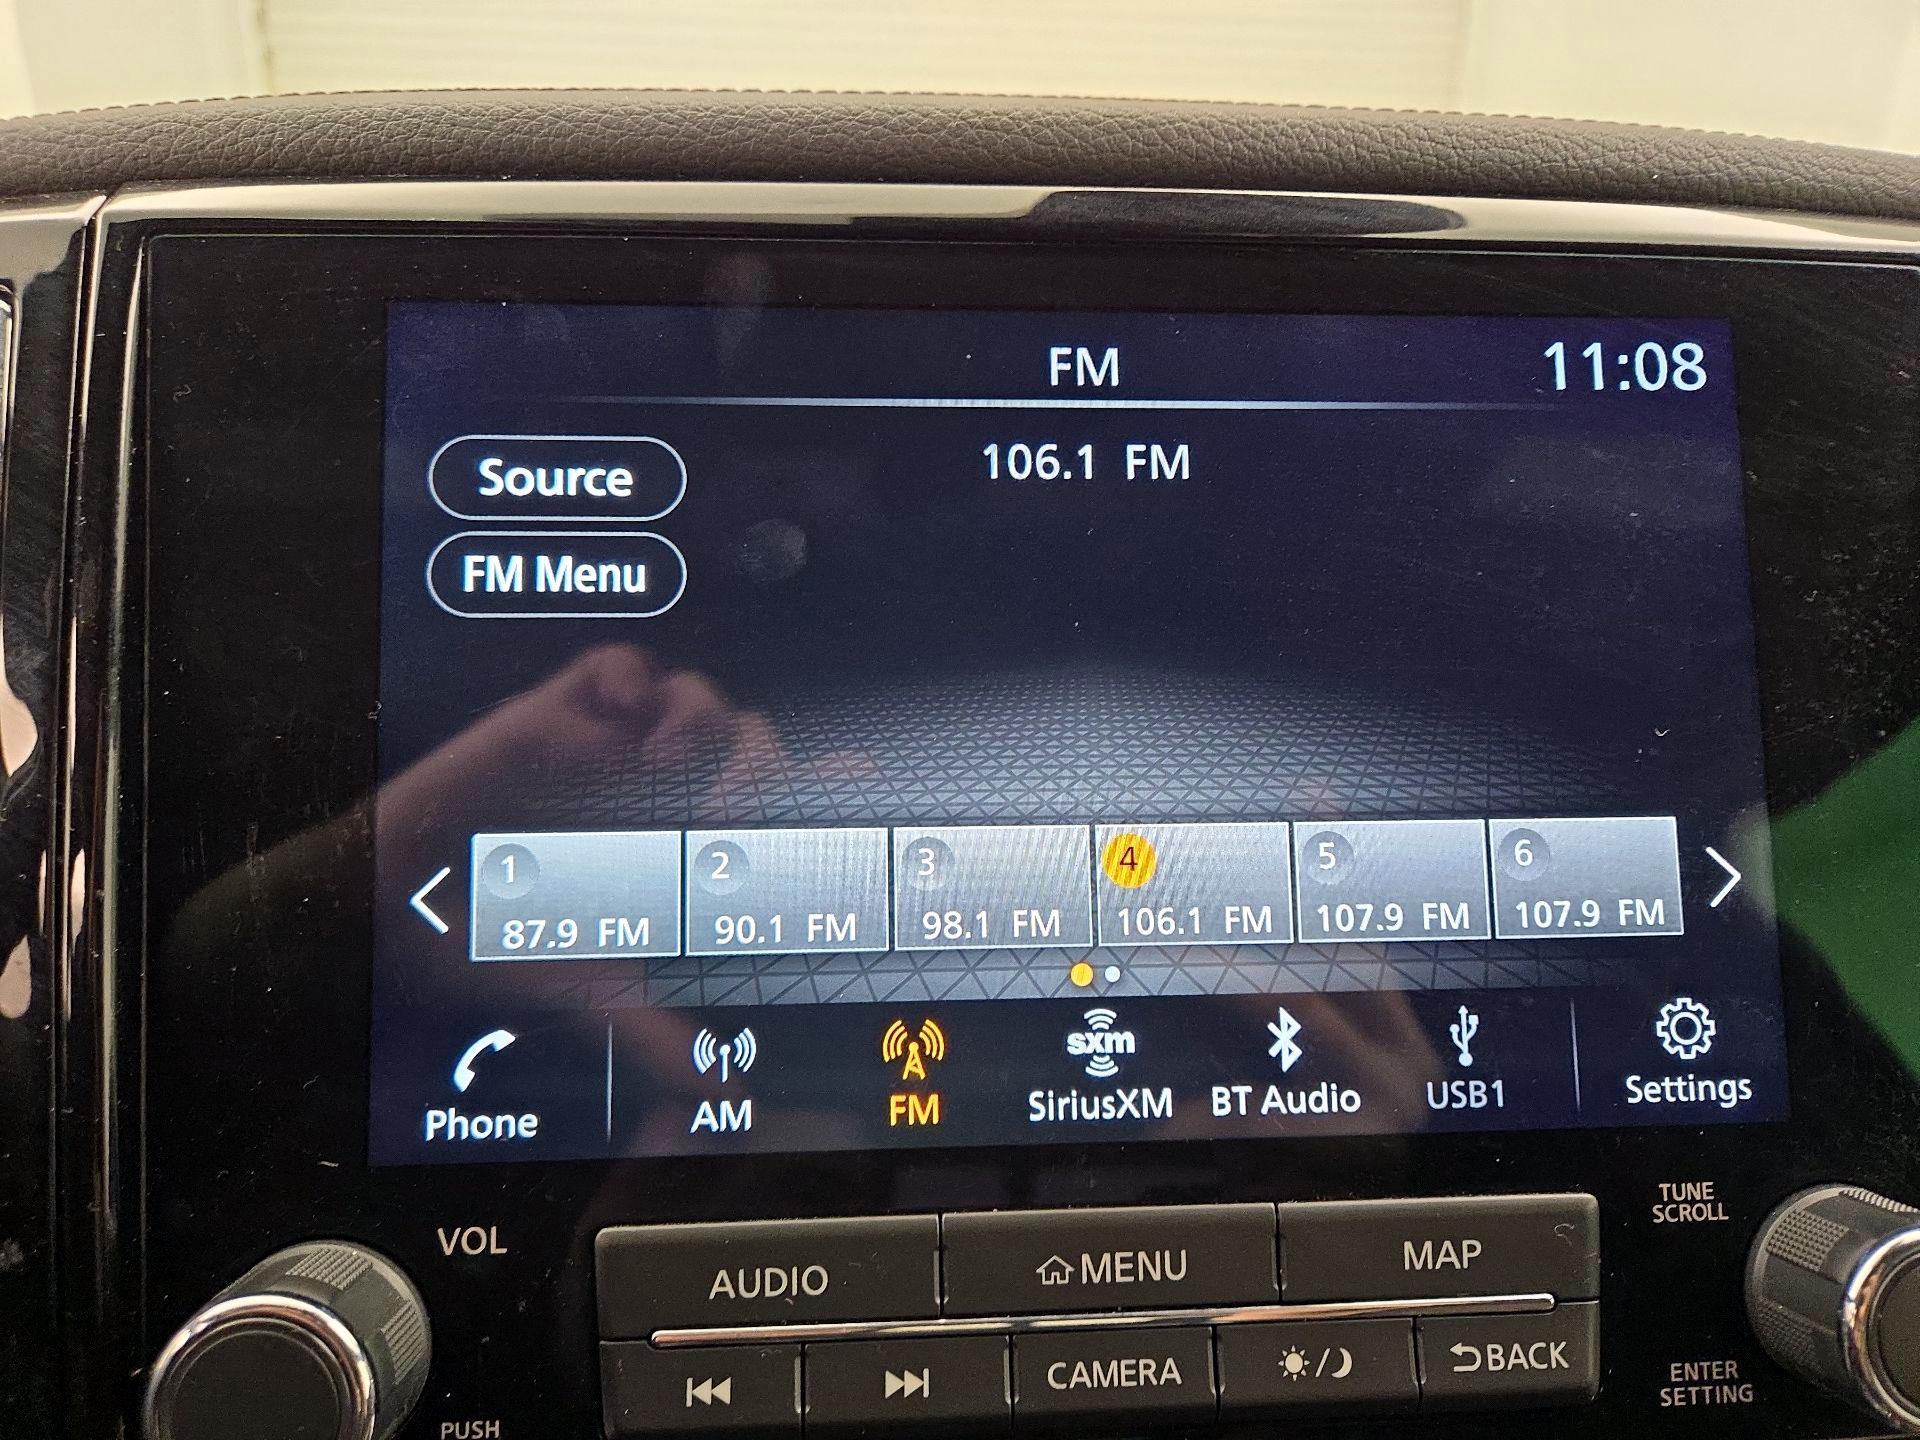 FM
11:08
Source
106.1 FM
FM Menu
1 2 3 4 5 6
87.9 FM 90.1 FM 98.1 FM 106.1 FM 107.9 FM 107.9 FM
sxm
Phone AM FM SiriusXM BT Audio USB1 Settings
VOL
TUNE
SCROLL
AUDIO MENU MAP
CAMERA / BACK
ENTER
SETTING
PUSH